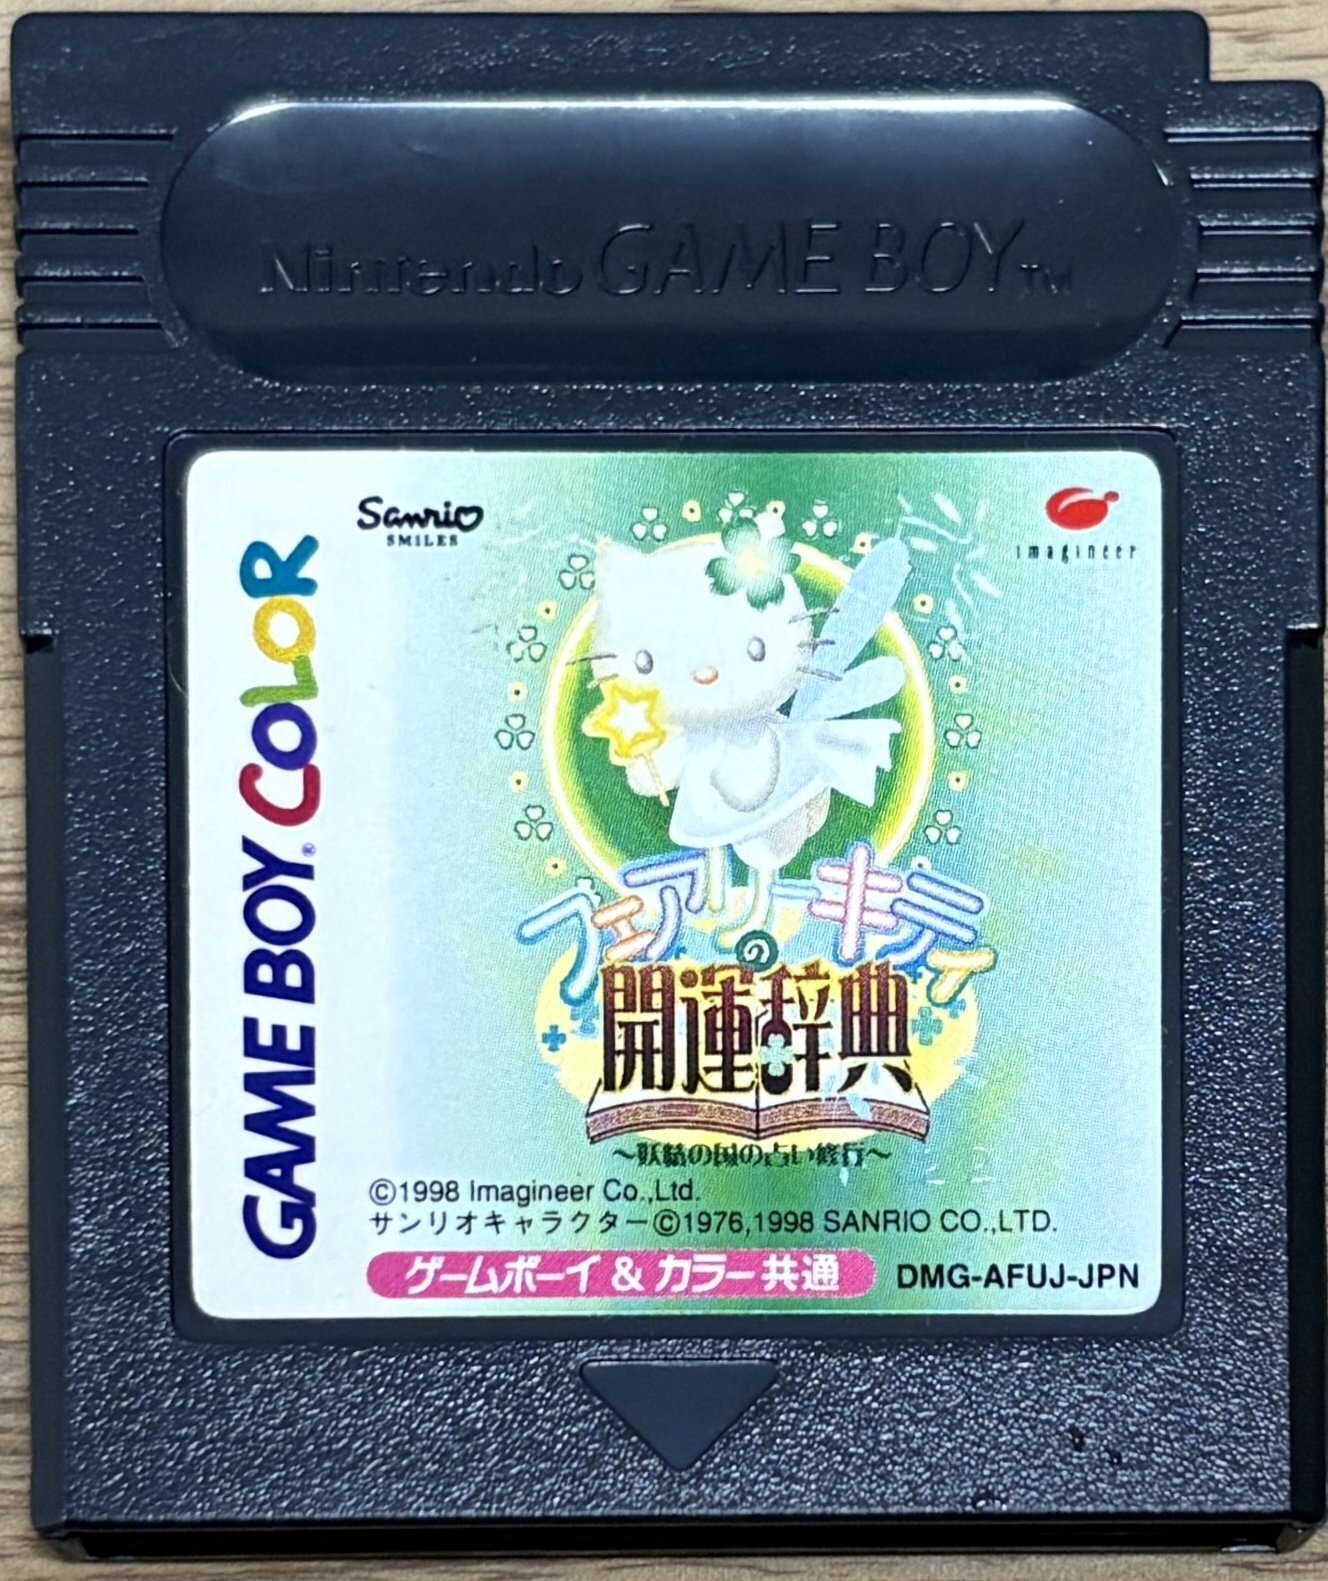 Nintendo GAME BOY TM
GAME BOY COLOR
Sanrio
SMILES
imagineer
フェアリーキティ
の
開運辞典
～妖精の国の占い修行～
©1998 Imagineer Co.,Ltd.
サンリオキャラクター©1976,1998 SANRIO CO.,LTD.
ゲームボーイ & カラー共通
DMG-AFUJ-JPN